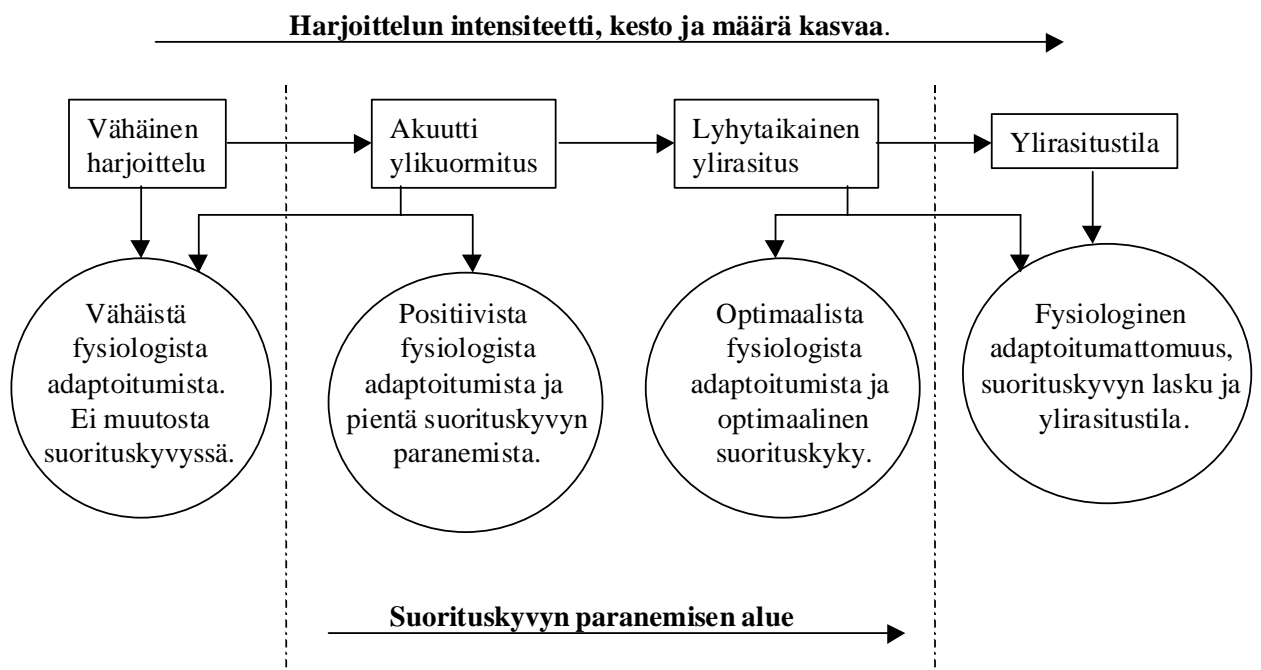 Harjoittelun intensiteetti, kesto ja määrä kasvaa.
Vähäinen
harjoittelu
Akuutti
ylikuormitus
Lyhytaikainen
ylirasitus
Ylirasitustila
Vähäistä
fysiologista
adaptoitumista.
Ei muutosta
suorituskyvyssä.
Positiivista
fysiologista
adaptoitumista ja
pientä suorituskyvyn
paranemista.
Optimaalista
fysiologista
adaptoitumista ja
optimaalinen
suorituskyky.
Fysiologinen
adaptoitumattomuus,
suorituskyvyn lasku ja
ylirasitustila.
Suorituskyvyn paranemisen alue